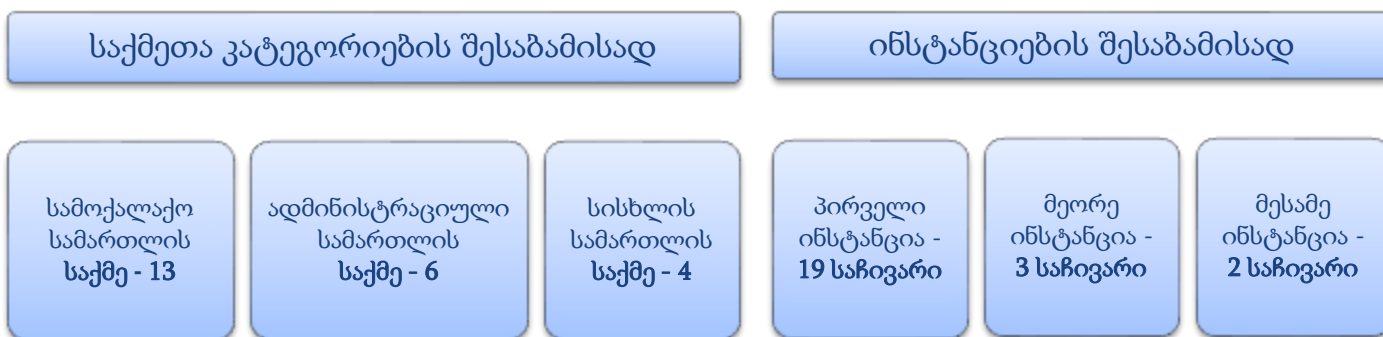 საქმეთა კატეგორიების შესაბამისად
ინსტანციების შესაბამისად
სამოქალაქო
სამართლის
საქმე - 13
ადმინისტრაციული
სამართლის
საქმე - 6
სისხლის
სამართლის
საქმე - 4
პირველი
ინსტანცია -
19 საჩივარი
მეორე
ინსტანცია -
3 საჩივარი
მესამე
ინსტანცია -
2 საჩივარი